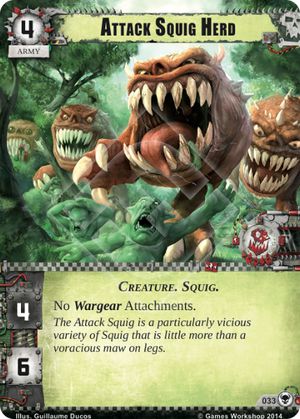 4
ARMY
Attack Squig Herd
Creature. Squig.
4
No Wargear Attachments.
The Attack Squig is a particularly vicious
variety of Squig that is little more than a
voracious maw on legs.
6
033
Illus. Guillaume Ducos
© Games Workshop 2014